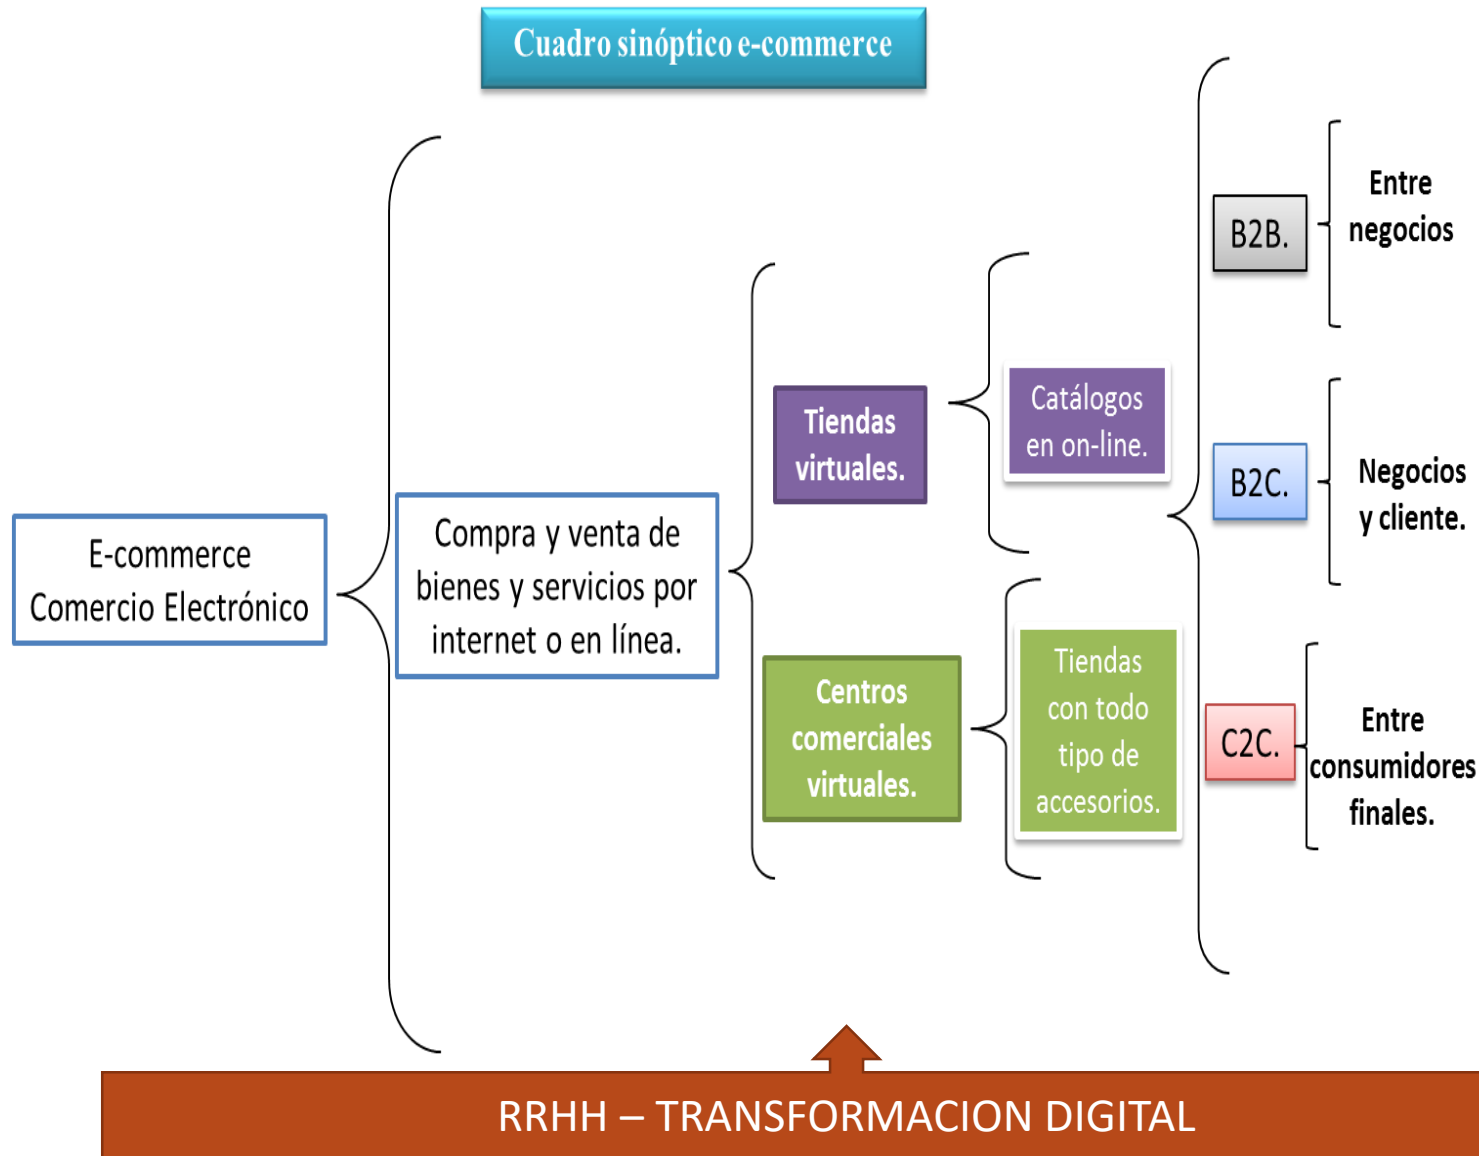 Cuadro sinóptico e-commerce
E-commerce
Comercio Electrónico
Compra y venta de
bienes y servicios por
internet o en línea.
Tiendas
virtuales.
Catálogos
en on-line.
Centros
comerciales
virtuales.
Tiendas
con todo
tipo de
accesorios.
B2B.
Entre
negocios
B2C.
Negocios
y cliente.
C2C.
Entre
consumidores
finales.
RRHH – TRANSFORMACION DIGITAL